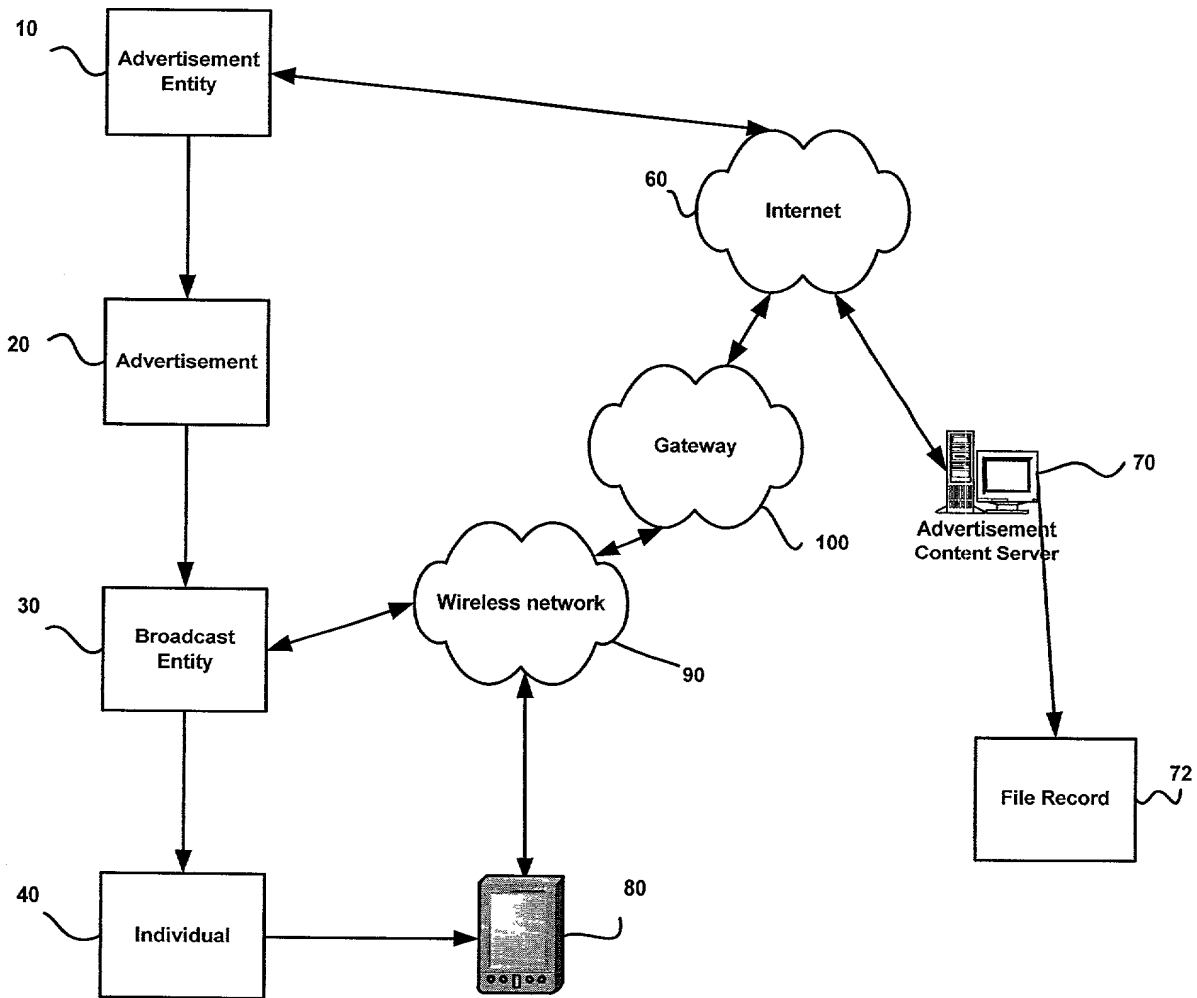 10
Advertisement
Entity
60
Internet
20
Advertisement
Gateway
70
100
Advertisement
Content Server
30
Broadcast
Entity
Wireless network
90
72
File Record
40
Individual
80